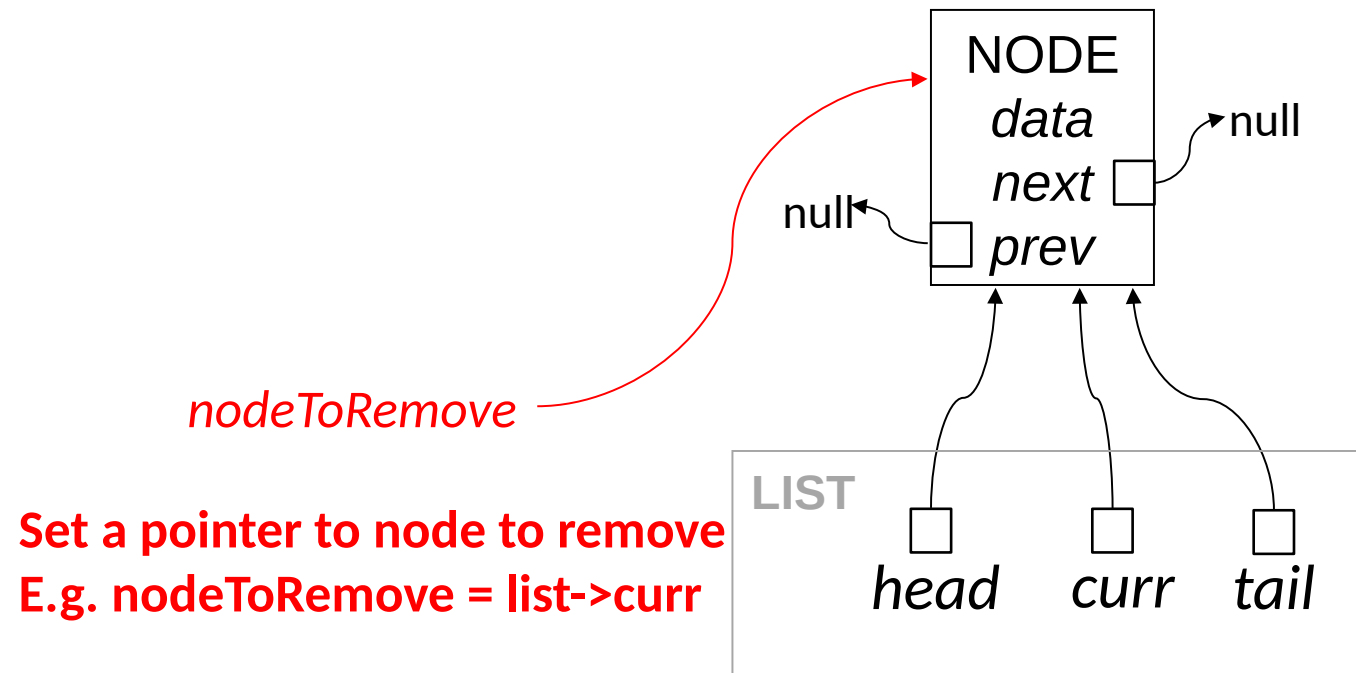 NODE
data
null
next
null
prev
nodeToRemove
LIST
Set a pointer to node to remove
E.g. nodeToRemove = list->curr
head
curr
tail